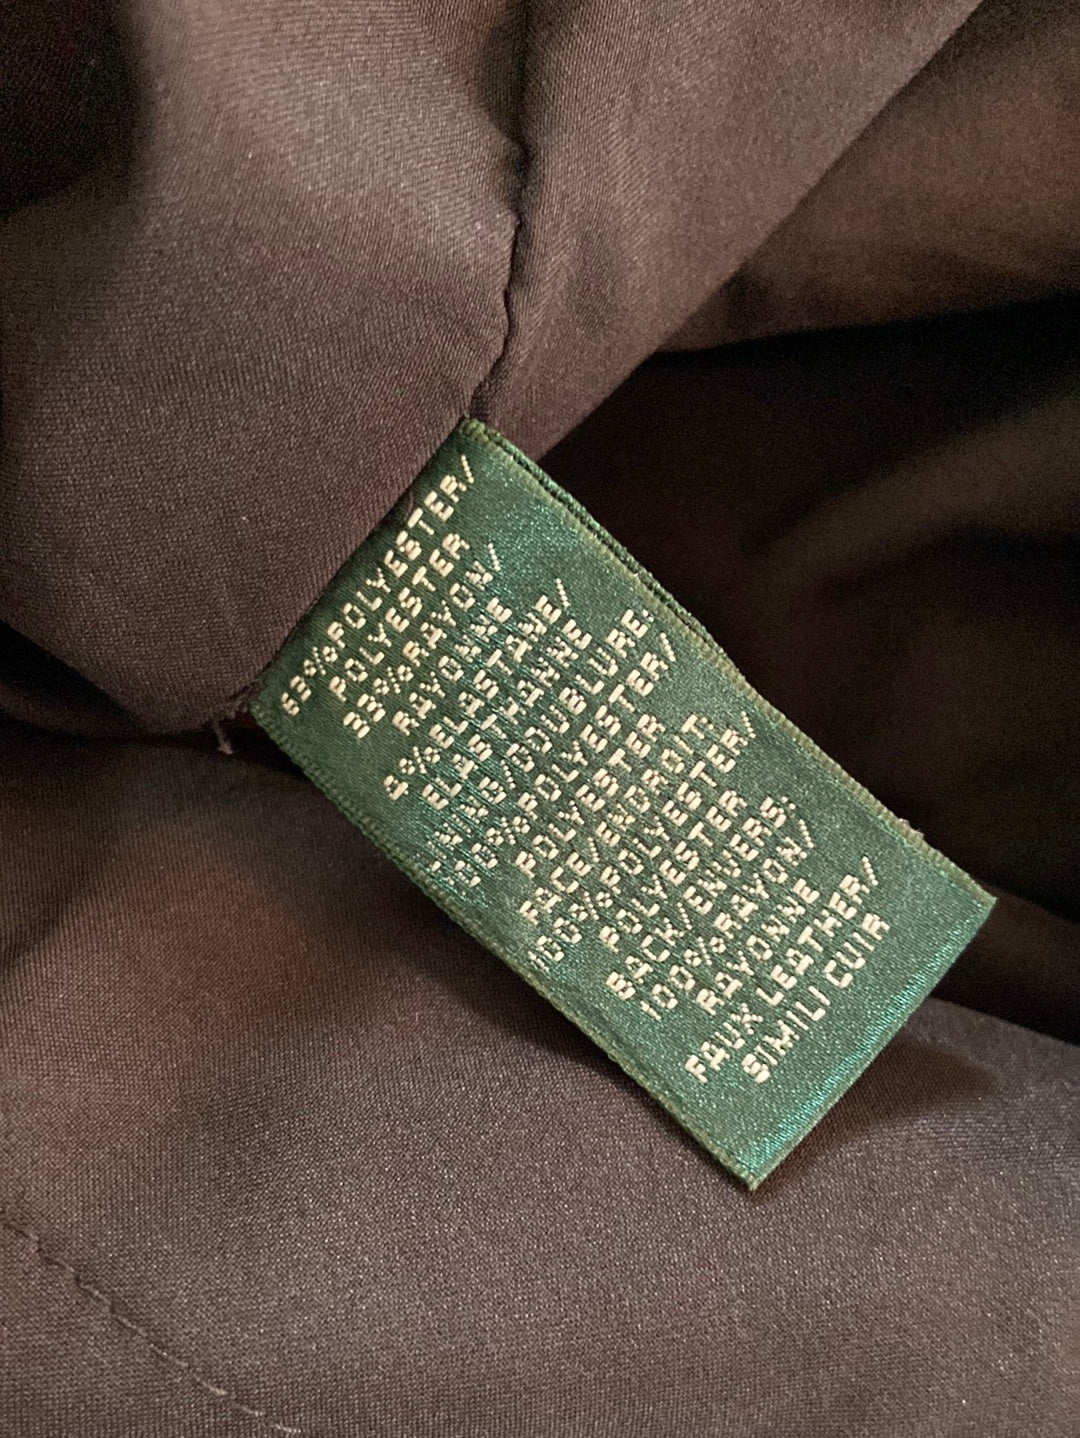 63%POLYESTER/
POLYESTER
33%RAYON/
RAYONNE
4%ELASTANE/
ELASTHANNE
LINING/DOUBLURE:
100%POLYESTER/
POLYESTER
FACE/ENDROIT:
100%POLYESTER/
POLYESTER
BACK/ENVERS:
100%RAYON/
RAYONNE
FAUX LEATHER/
SIMILI CUIR